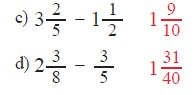 c) 3 2/5 − 1 1/2 1 9/10
d) 2 3/8 − 3/5 1 31/40